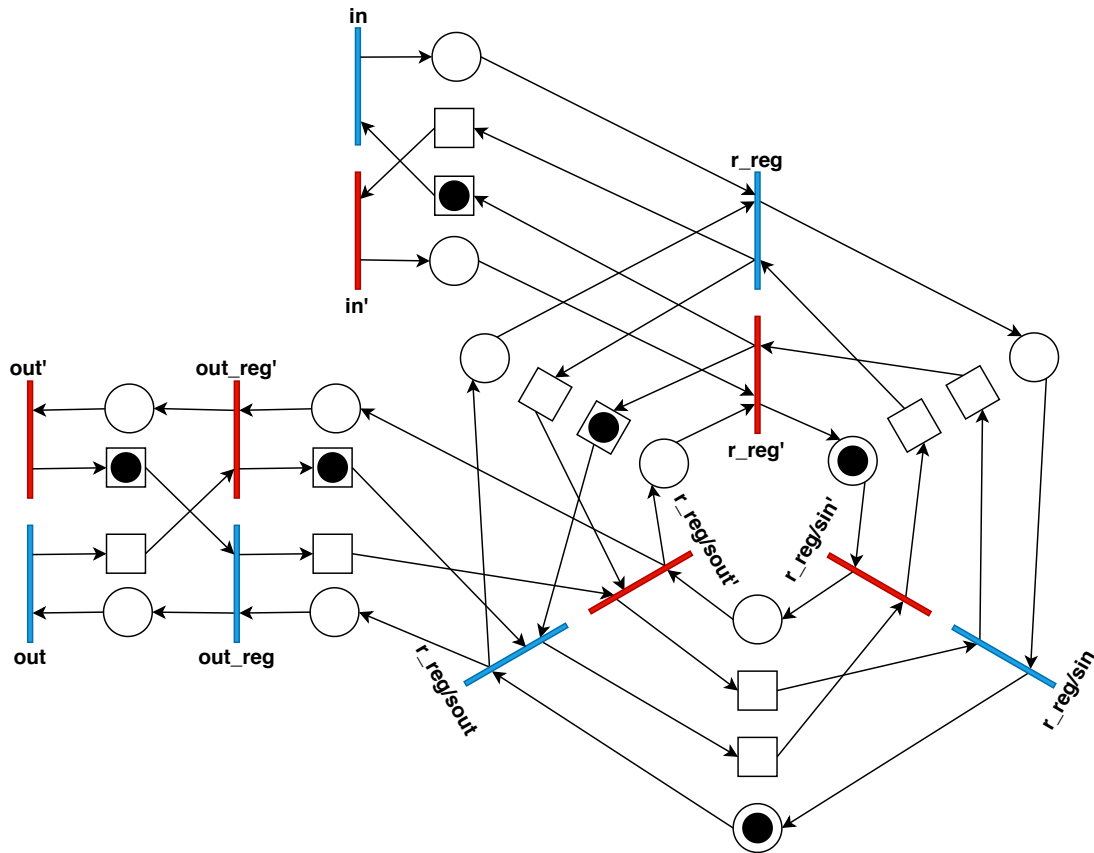 in
r_reg
in'
out'
out_reg'
r_reg'
r_reg/sout'
r_reg/sin'
out
out_reg
r_reg/sout
r_reg/sin